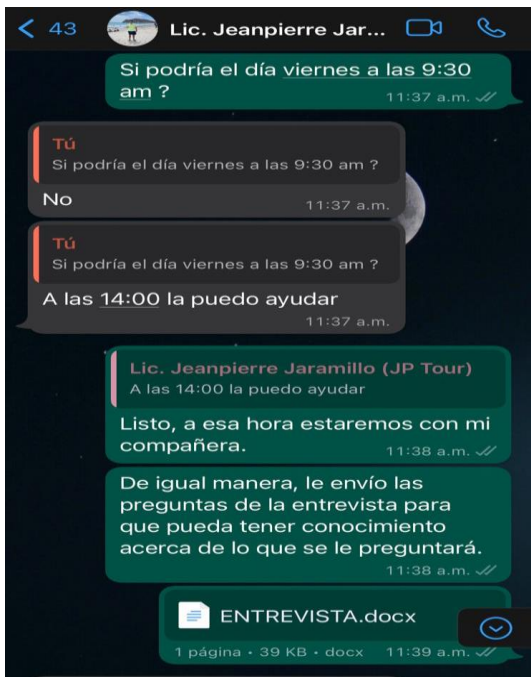 43
Lic. Jeanpierre Jar...
Si podría el día viernes a las 9:30
am ?
11:37 a.m.
Tú
Si podría el día viernes a las 9:30 am ?
No
11:37 a.m.
Tú
Si podría el día viernes a las 9:30 am ?
A las 14:00 la puedo ayudar
11:37 a.m.
Lic. Jeanpierre Jaramillo (JP Tour)
A las 14:00 la puedo ayudar
Listo, a esa hora estaremos con mi
compañera.
11:38 a.m.
De igual manera, le envío las
preguntas de la entrevista para
que pueda tener conocimiento
acerca de lo que se le preguntará.
11:38 a.m.
ENTREVISTA.docx
1 página • 39 KB • docx
11:39 a.m.